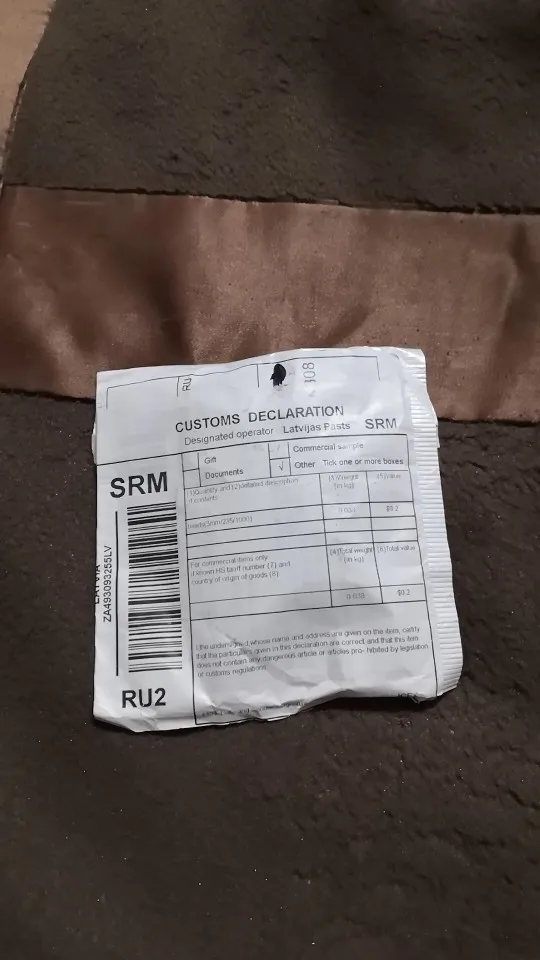 RU
308
CUSTOMS DECLARATION
Designated operator Latvijas Pasts SRM
Gift
Commercial sample
Documents
√ Other Tick one or more boxes
SRM
(1)Quantity and (2)detailed description
of contents
(3)Weight
(in kg)
(5)Value
$0.2
LATVIA
ZA493093255LV
For commercial items only
If known HS tariff number (7) and
country of origin of goods (8)
(4)Total weight
(in kg)
(6)Total value
0.030
$0.2
I,the undersigned,whose name and address are given on the item, certify
that the particulars given in this declaration are correct and that this item
does not contain any dangerous article or articles pro- hibited by legislation
or customs regulations
RU2